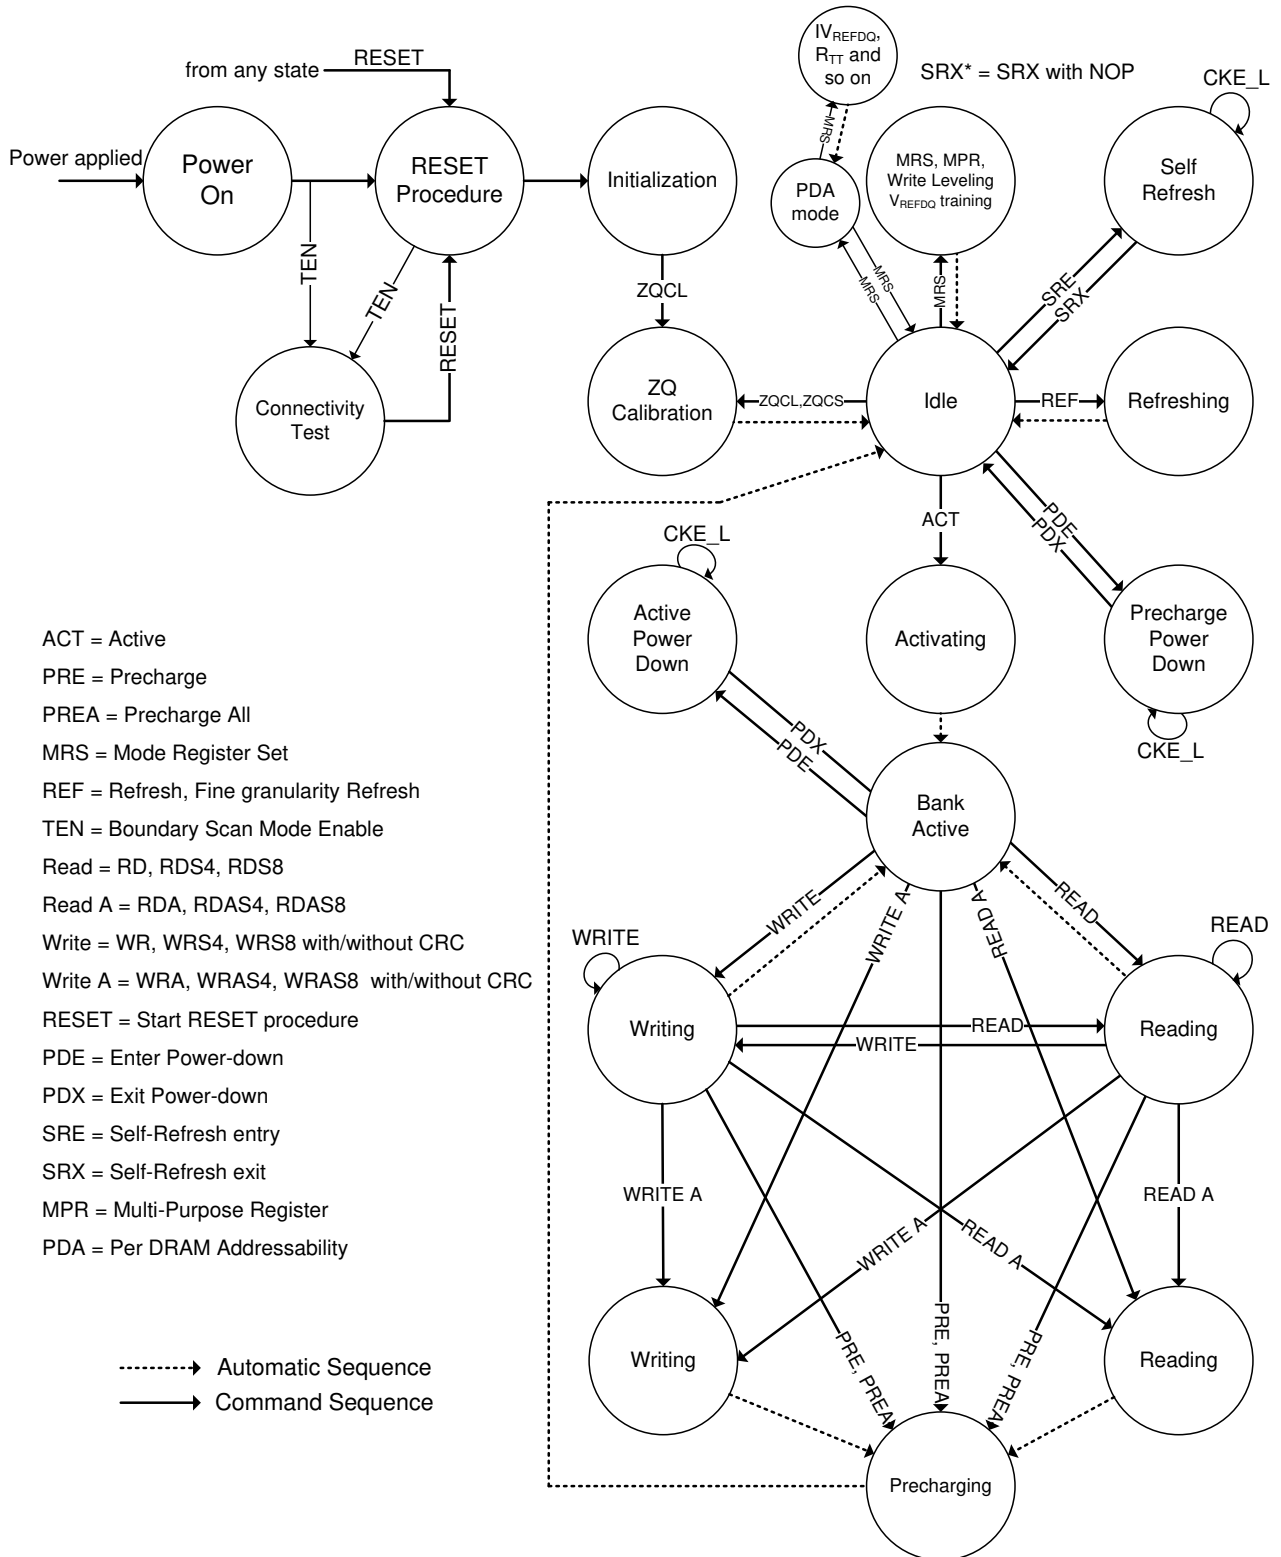 IVREFDQ,
RTT and
so on
RESET
from any state
SRX* = SRX with NOP
CKE_L
Power applied
Power
On
RESET
Procedure
Initialization
PDA
mode
MRS
MRS, MPR,
Write Leveling
VREFDQ training
Self
Refresh
TEN
TEN
RESET
ZQCL
MRS
MRS
MRS
SRE
SRX
Connectivity
Test
ZQ
Calibration
ZQCL,ZQCS
Idle
REF
Refreshing
ACT
PDE
PDX
CKE_L
Active
Power
Down
Activating
Precharge
Power
Down
CKE_L
PDX
PDE
Bank
Active
ACT = Active
PRE = Precharge
PREA = Precharge All
MRS = Mode Register Set
REF = Refresh, Fine granularity Refresh
TEN = Boundary Scan Mode Enable
Read = RD, RDS4, RDS8
Read A = RDA, RDAS4, RDAS8
Write = WR, WRS4, WRS8 with/without CRC
Write A = WRA, WRAS4, WRAS8 with/without CRC
RESET = Start RESET procedure
PDE = Enter Power-down
PDX = Exit Power-down
SRE = Self-Refresh entry
SRX = Self-Refresh exit
MPR = Multi-Purpose Register
PDA = Per DRAM Addressability
WRITE
WRITE
WRITE A
READ A
READ
READ
Writing
READ
WRITE
Reading
WRITE A
WRITE A
READ A
READ A
Writing
PRE, PREA
PRE, PREA
PRE, PREA
Reading
Precharging
Automatic Sequence
Command Sequence